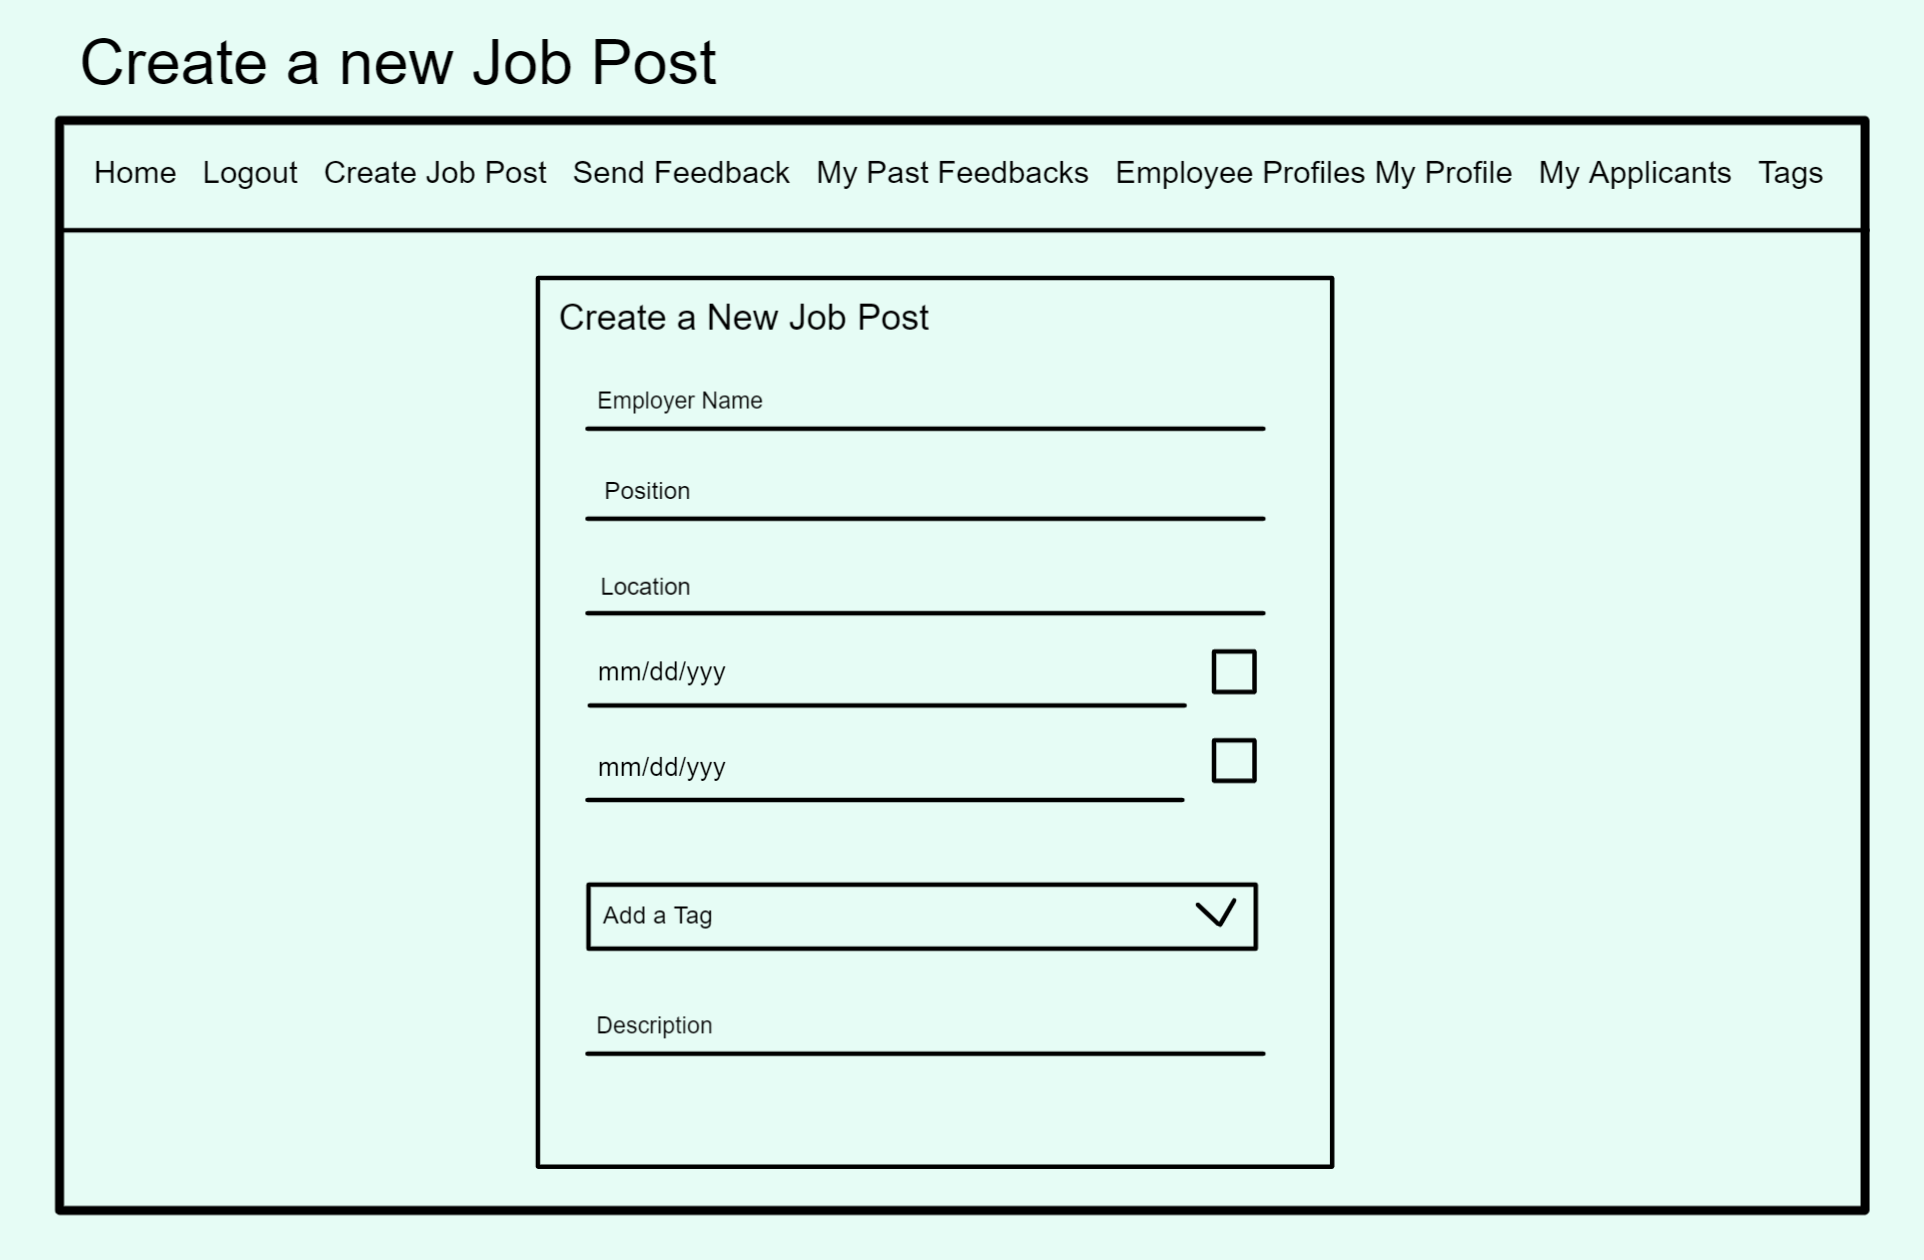 Create a new Job Post
Home Logout Create Job Post Send Feedback My Past Feedbacks Employee Profiles My Profile My Applicants Tags
Create a New Job Post
Employer Name
Position
Location
mm/dd/yyy
mm/dd/yyy
Add a Tag
Description